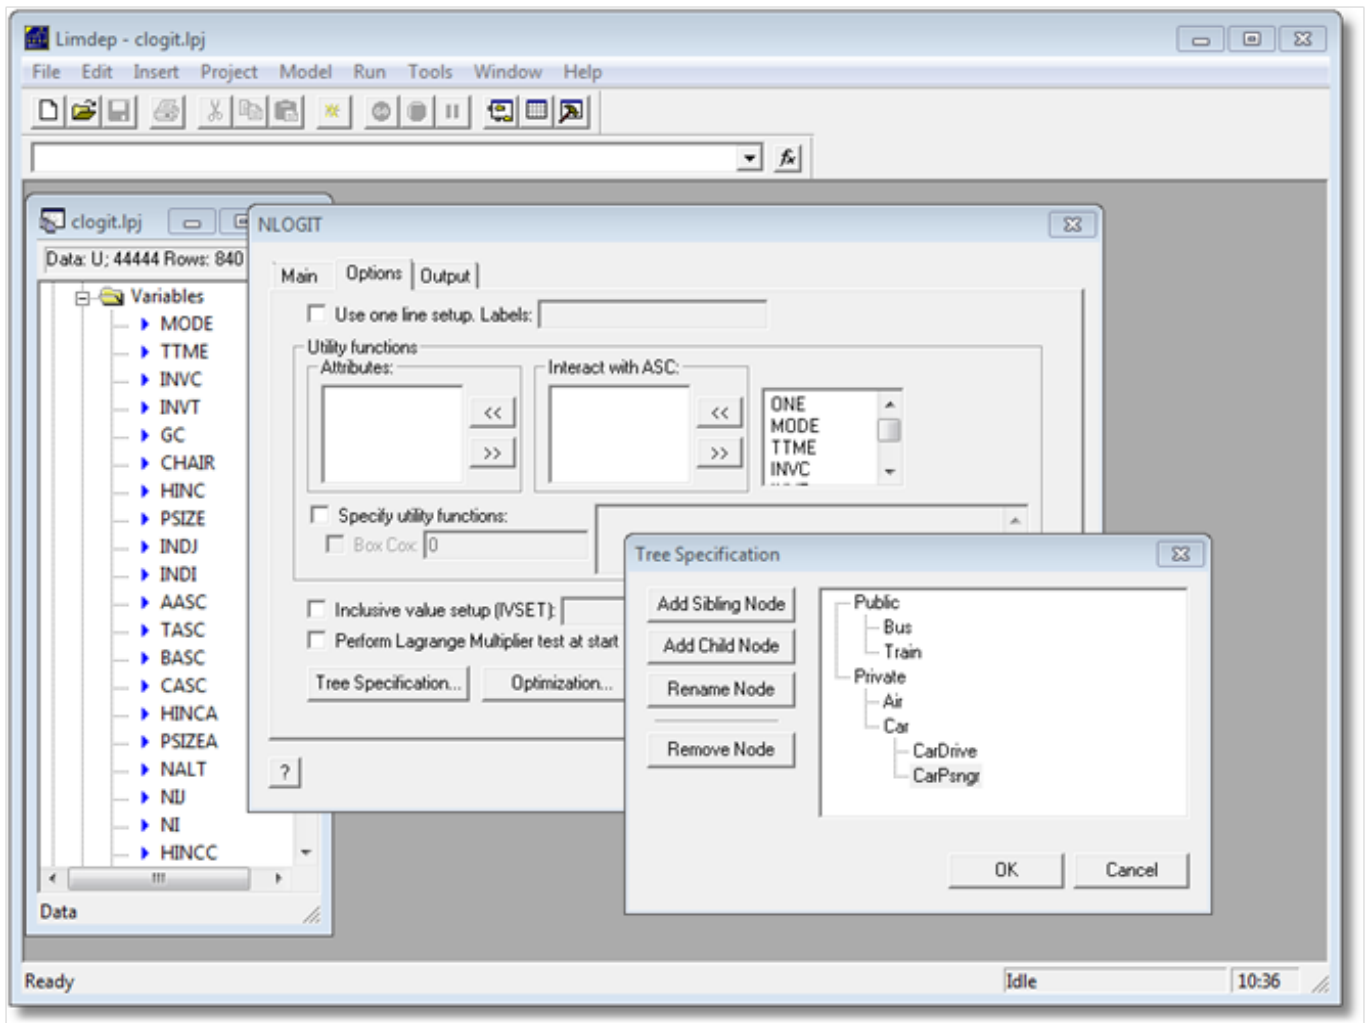 Limdep - clogit.lpj
File Edit Insert Project Model Run Tools Window Help
fx
clogit.lpj
Data: U; 44444 Rows: 840
Variables
MODE
TTME
INVC
INVT
GC
CHAIR
HINC
PSIZE
INDJ
INDI
AASC
TASC
BASC
CASC
HINCA
PSIZEA
NALT
NIJ
NI
HINCC
Data
NLOGIT
Main Options Output
Use one line setup. Labels:
Utility functions
Attributes:
<<
>>
Interact with ASC:
<<
>>
ONE
MODE
TTME
INVC
Specify utility functions:
Box Cox: 0
Inclusive value setup (IVSET):
Perform Lagrange Multiplier test at start
Tree Specification... Optimization...
?
Tree Specification
Add Sibling Node
Add Child Node
Rename Node
Remove Node
Public
Bus
Train
Private
Air
Car
CarDrive
CarPsngr
OK Cancel
Ready Idle 10:36